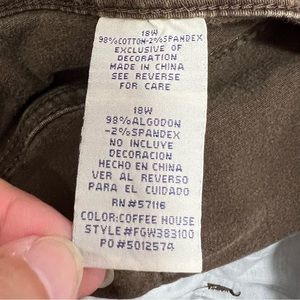 18W
98%COTTON-2%SPANDEX
EXCLUSIVE OF
DECORATION
MADE IN CHINA
SEE REVERSE
FOR CARE
18W
98%ALGODON
-2%SPANDEX
NO INCLUYE
DECORACION
HECHO EN CHINA
VER AL REVERSO
PARA EL CUIDADO
RN#57116
COLOR:COFFEE HOUSE
STYLE#FGW383100
PO#5012574